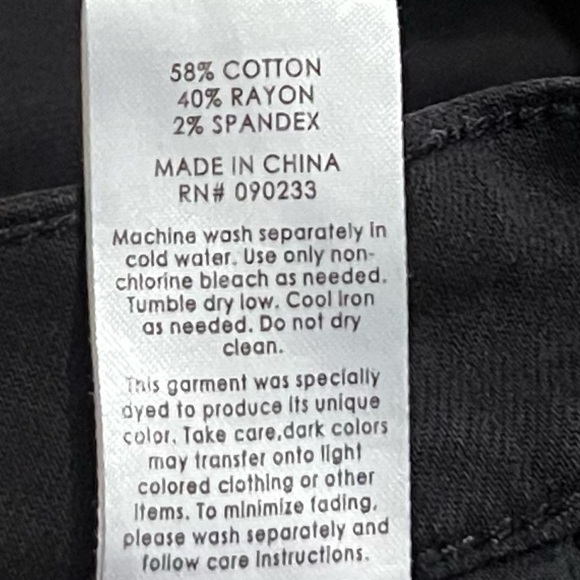 58% COTTON
40% RAYON
2% SPANDEX
MADE IN CHINA
RN# 090233
Machine wash separately in
cold water. Use only non-
chlorine bleach as needed.
Tumble dry low. Cool Iron
as needed. Do not dry
clean.
This garment was specially
dyed to produce its unique
color. Take care,dark colors
may transfer onto light
colored clothing or other
items. To minimize fading,
please wash separately and
follow care instructions.